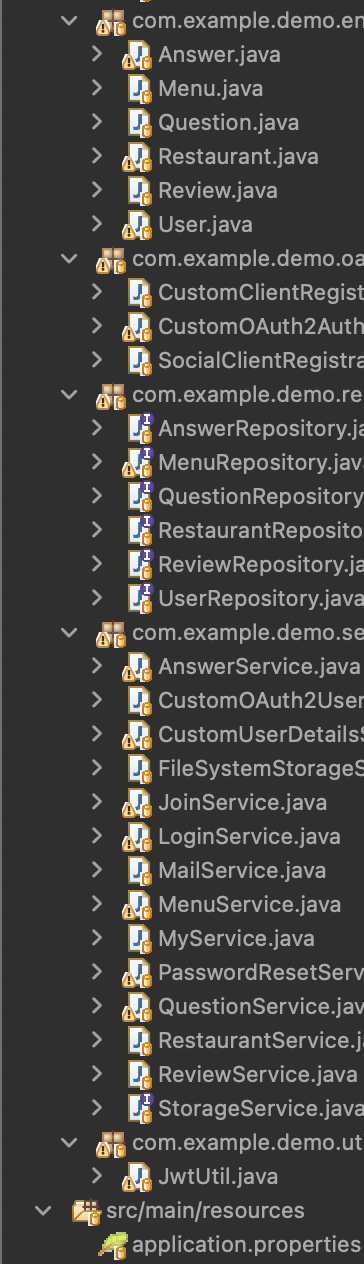 com.example.demo.en
Answer.java
Menu.java
Question.java
Restaurant.java
Review.java
User.java
com.example.demo.oa
CustomClientRegist
CustomOAuth2Auth
SocialClientRegistra
com.example.demo.re
AnswerRepository.ja
MenuRepository.jav
QuestionRepository
RestaurantReposito
ReviewRepository.ja
UserRepository.java
com.example.demo.se
AnswerService.java
CustomOAuth2User
CustomUserDetailsS
FileSystemStorageS
JoinService.java
LoginService.java
MailService.java
MenuService.java
MyService.java
PasswordResetServ
QuestionService.jav
RestaurantService.j
ReviewService.java
StorageService.java
com.example.demo.ut
JwtUtil.java
src/main/resources
application.properties